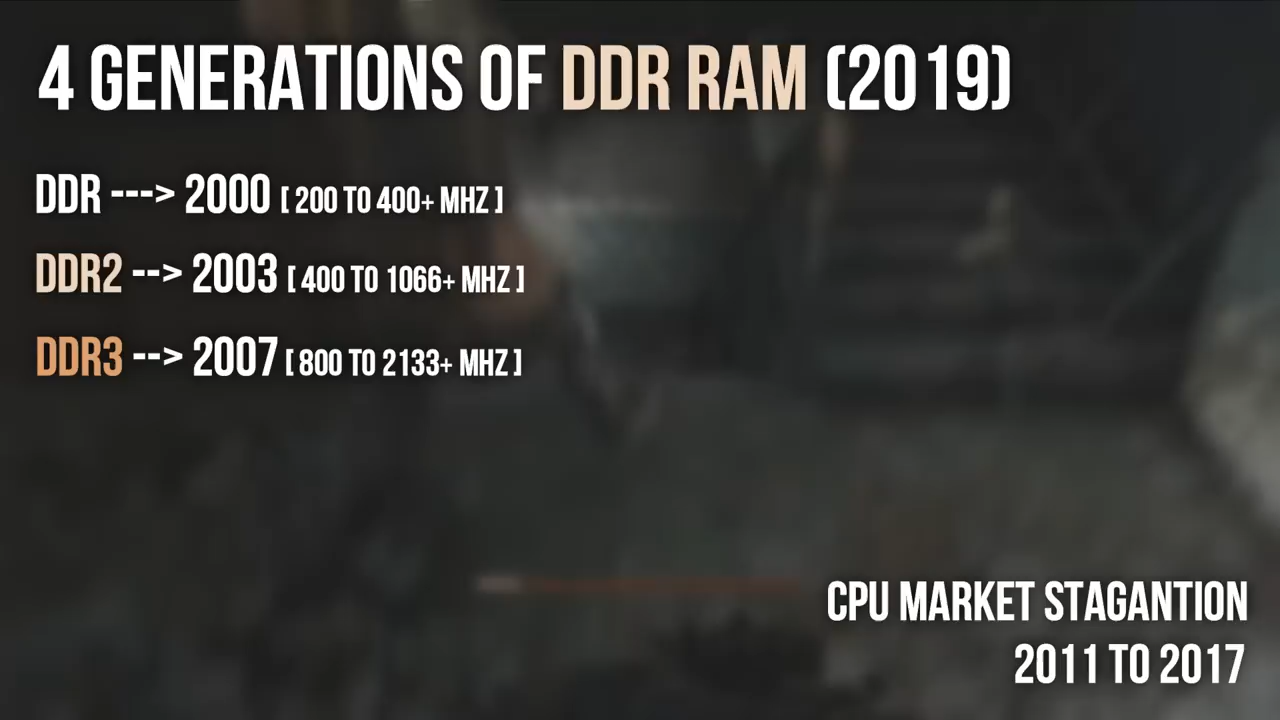 4 GENERATIONS OF DDR RAM (2019)
DDR ---> 2000 [ 200 TO 400+ MHZ ]
DDR2 --> 2003 [ 400 TO 1066+ MHZ ]
DDR3 --> 2007 [ 800 TO 2133+ MHZ ]
CPU MARKET STAGANTION
2011 TO 2017